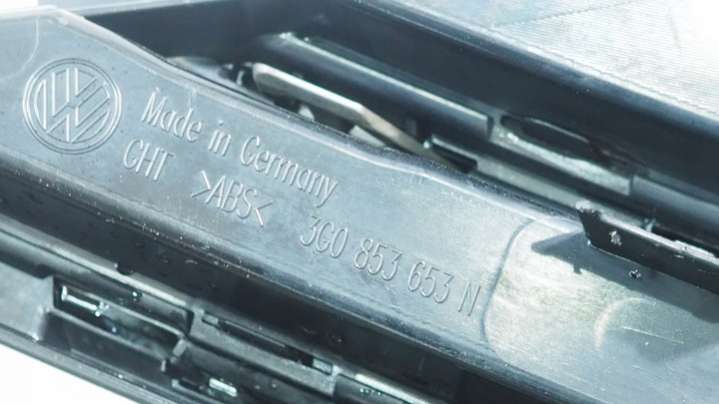 Made in Germany
CHT >ABS<
3G0 853 653 N